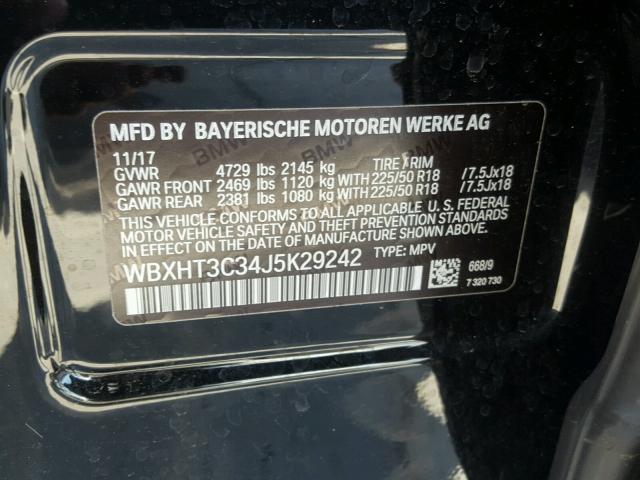 MFD BY BAYERISCHE MOTOREN WERKE AG
11/17
GVWR 4729 lbs 2145 kg TIRE/RIM
GAWR FRONT 2469 lbs 1120 kg WITH 225/50 R18 /7.5Jx18
GAWR REAR 2381 lbs 1080 kg WITH 225/50 R18 /7.5Jx18
THIS VEHICLE CONFORMS TO ALL APPLICABLE U. S. FEDERAL
MOTOR VEHICLE SAFETY AND THEFT PREVENTION STANDARDS
IN EFFECT ON THE DATE OF MANUFACTURE SHOWN ABOVE.
WBXHT3C34J5K29242 TYPE: MPV
668/9
7 320 730